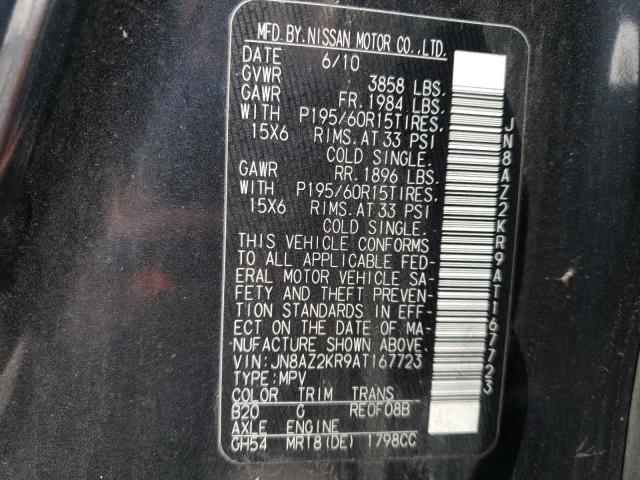 MFD.BY.NISSAN MOTOR CO.,LTD.
DATE 6/10
GVWR 3858 LBS.
GAWR FR. 1984 LBS.
WITH P195/60R15TIRES,
15X6 RIMS. AT 33 PSI
COLD SINGLE.
GAWR RR. 1896 LBS.
WITH P195/60R15TIRES,
15X6 RIMS. AT 33 PSI
COLD SINGLE.
THIS VEHICLE CONFORMS
TO ALL APPLICABLE FED-
ERAL MOTOR VEHICLE SA-
FETY AND THEFT PREVEN-
TION STANDARDS IN EFF-
ECT ON THE DATE OF MA-
NUFACTURE SHOWN ABOVE.
VIN:JN8AZ2KR9AT167723
TYPE:MPV
COLOR TRIM TRANS
B20 G RE0F08B
AXLE ENGINE
GH54 MR18(DE) 1798CC
JN8AZ2KR9AT167723